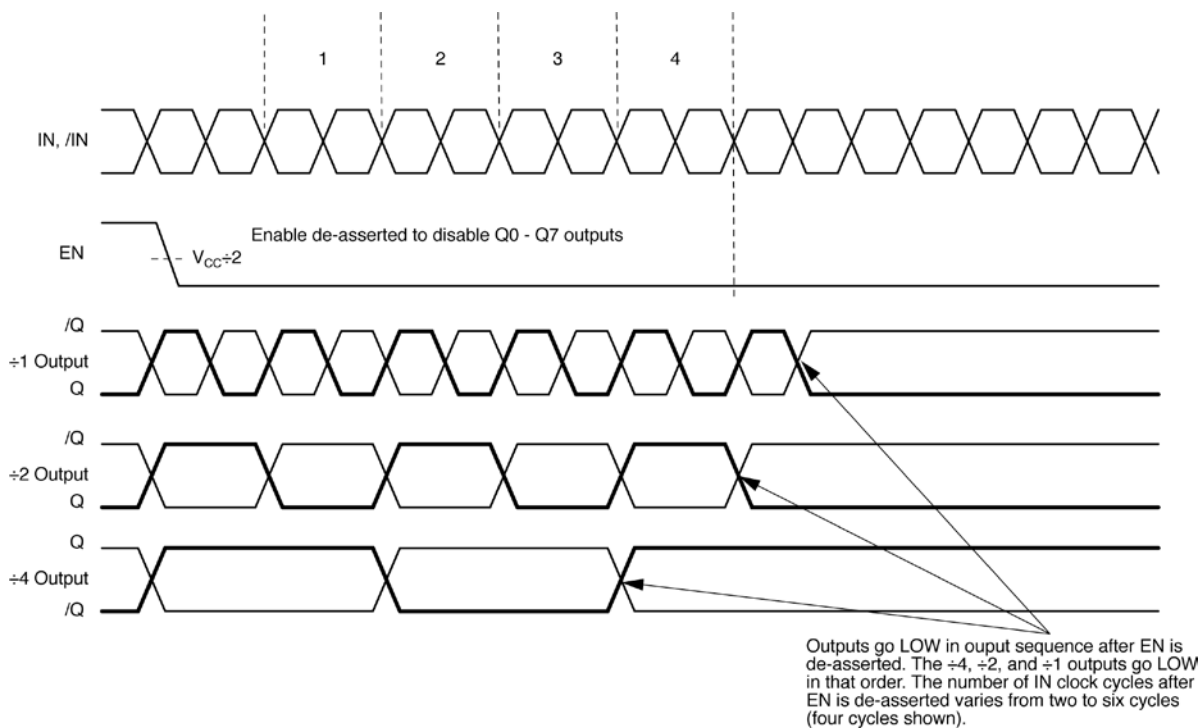 1
2
3
4
IN, /IN
EN
Enable de-asserted to disable Q0 - Q7 outputs
VCC÷2
/Q
÷1 Output
Q
/Q
÷2 Output
Q
Q
÷4 Output
/Q
Outputs go LOW in ouput sequence after EN is
de-asserted. The ÷4, ÷2, and ÷1 outputs go LOW
in that order. The number of IN clock cycles after
EN is de-asserted varies from two to six cycles
(four cycles shown).